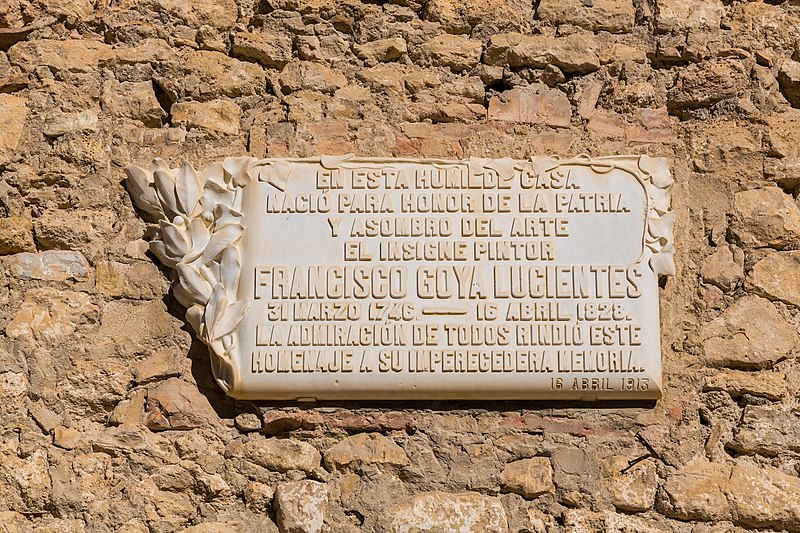 EN ESTA HUMILDE CASA
NACIÓ PARA HONOR DE LA PATRIA
Y ASOMBRO DEL ARTE
EL INSIGNE PINTOR
FRANCISCO GOYA LUCIENTES
31 MARZO 1746 — 16 ABRIL 1828.
LA ADMIRACIÓN DE TODOS RINDIÓ ESTE
HOMENAJE A SU IMPERECEDERA MEMORIA.
16 ABRIL 1913